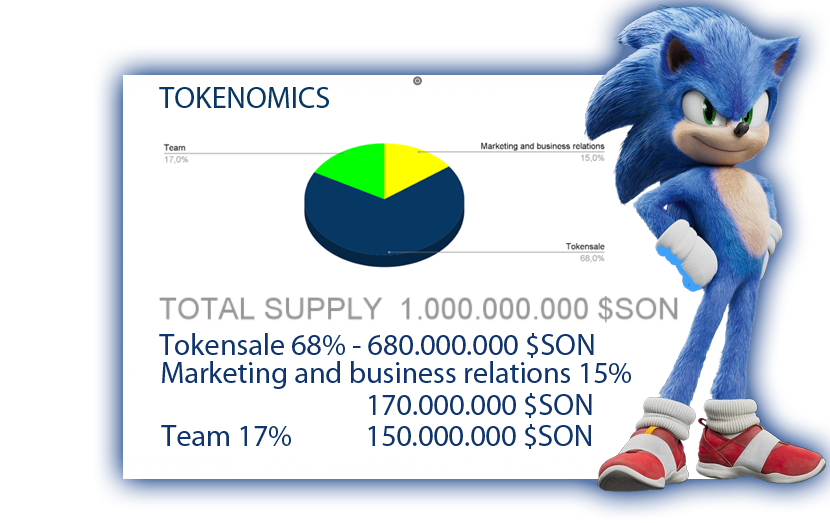 TOKENOMICS
Team
17,0%
Marketing and business relations
15,0%
Tokensale
68,0%
TOTAL SUPPLY 1.000.000.000 $SON
Tokensale 68% - 680.000.000 $SON
Marketing and business relations 15%
170.000.000 $SON
Team 17% 150.000.000 $SON